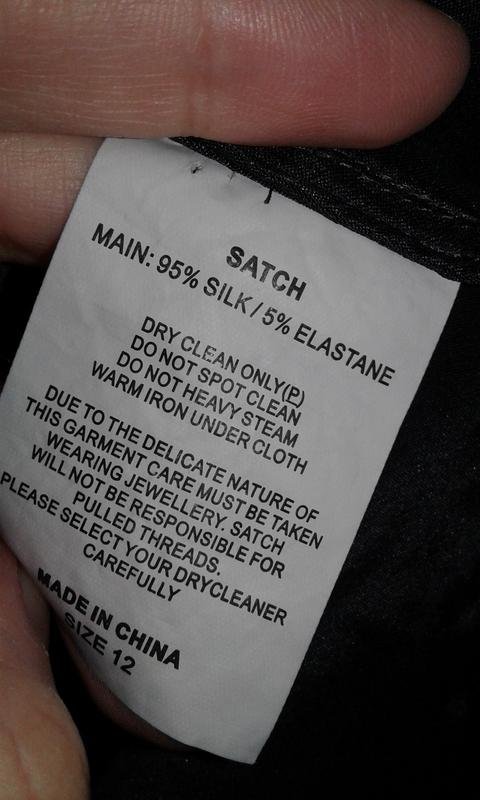 SATCH
MAIN: 95% SILK / 5% ELASTANE
DRY CLEAN ONLY(P)
DO NOT SPOT CLEAN
DO NOT HEAVY STEAM
WARM IRON UNDER CLOTH
DUE TO THE DELICATE NATURE OF
THIS GARMENT CARE MUST BE TAKEN
WEARING JEWELLERY. SATCH
WILL NOT BE RESPONSIBLE FOR
PULLED THREADS.
PLEASE SELECT YOUR DRYCLEANER
CAREFULLY
MADE IN CHINA
SIZE 12